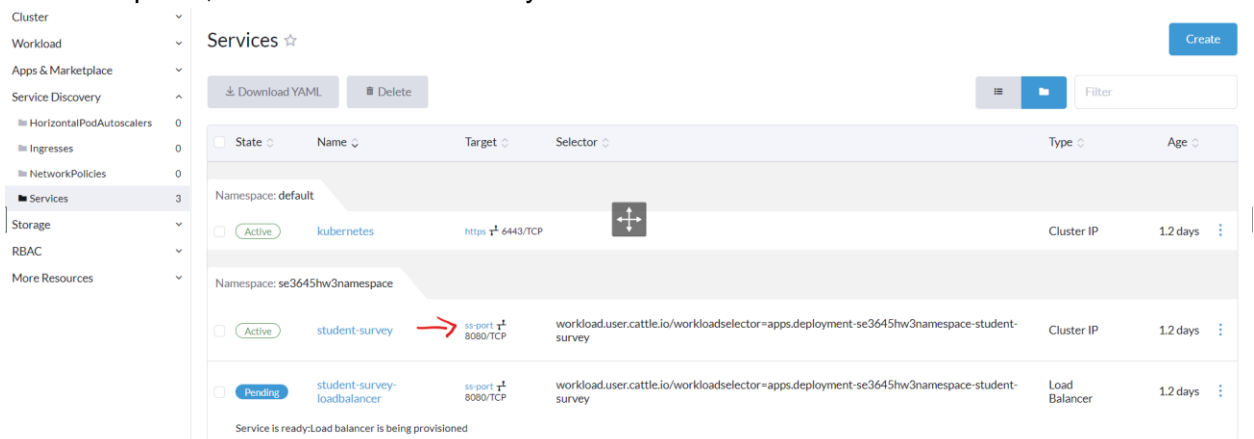 Cluster
Workload
Apps & Marketplace
Service Discovery
HorizontalPodAutoscalers 0
Ingresses 0
NetworkPolicies 0
Services 3
Storage
RBAC
More Resources
Services
Create
Download YAML
Delete
Filter
State Name Target Selector Type Age
Namespace: default
Active kubernetes https 6443/TCP Cluster IP 1.2 days
Namespace: se3645hw3namespace
Active student-survey ss-port 8080/TCP workload.user.cattle.io/workloadselector=apps.deployment-se3645hw3namespace-student-survey Cluster IP 1.2 days
Pending student-survey-loadbalancer ss-port 8080/TCP workload.user.cattle.io/workloadselector=apps.deployment-se3645hw3namespace-student-survey Load Balancer 1.2 days
Service is ready:Load balancer is being provisioned